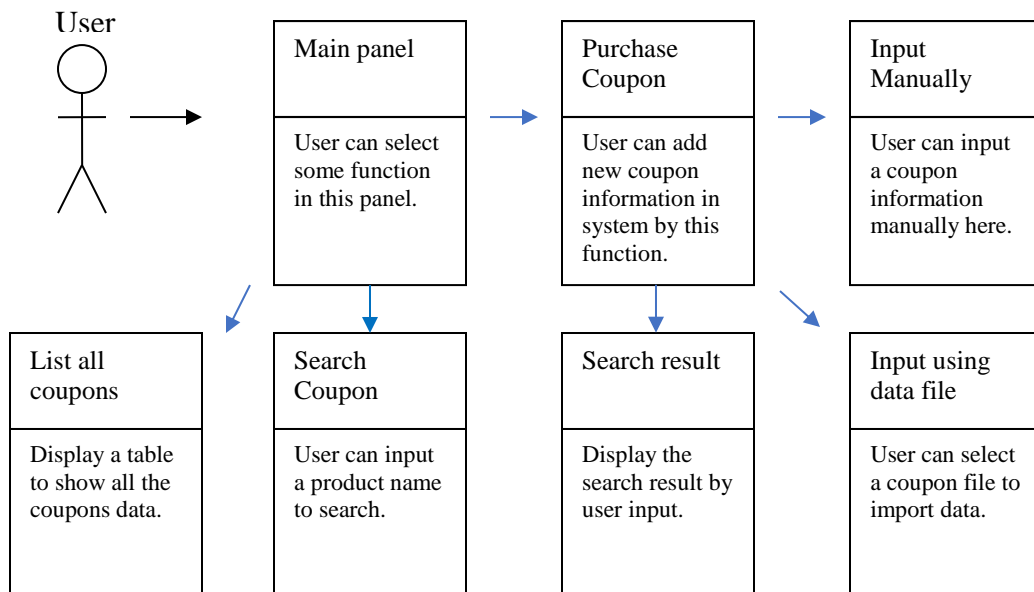 User
Main panel
User can select
some function
in this panel.
Purchase
Coupon
User can add
new coupon
information in
system by this
function.
Input
Manually
User can input
a coupon
information
manually here.
List all
coupons
Display a table
to show all the
coupons data.
Search
Coupon
User can input
a product name
to search.
Search result
Display the
search result by
user input.
Input using
data file
User can select
a coupon file to
import data.